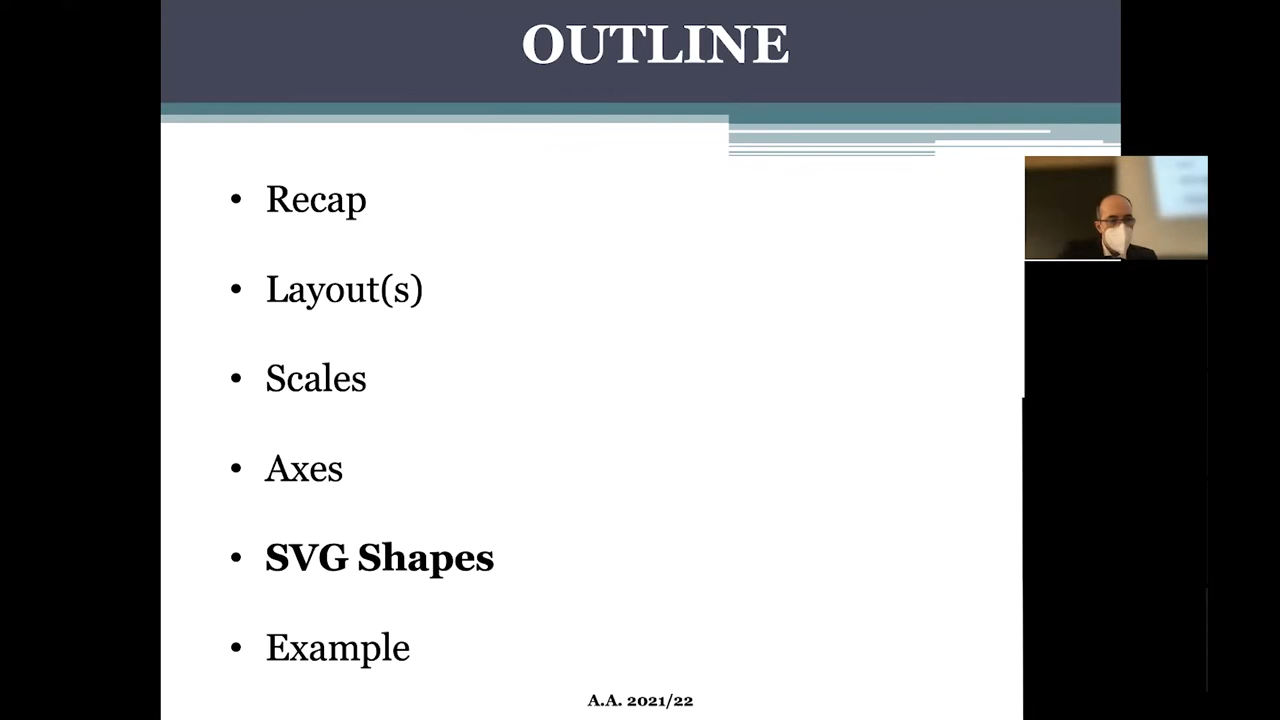 OUTLINE
• Recap
• Layout(s)
• Scales
• Axes
• SVG Shapes
• Example
A.A. 2021/22